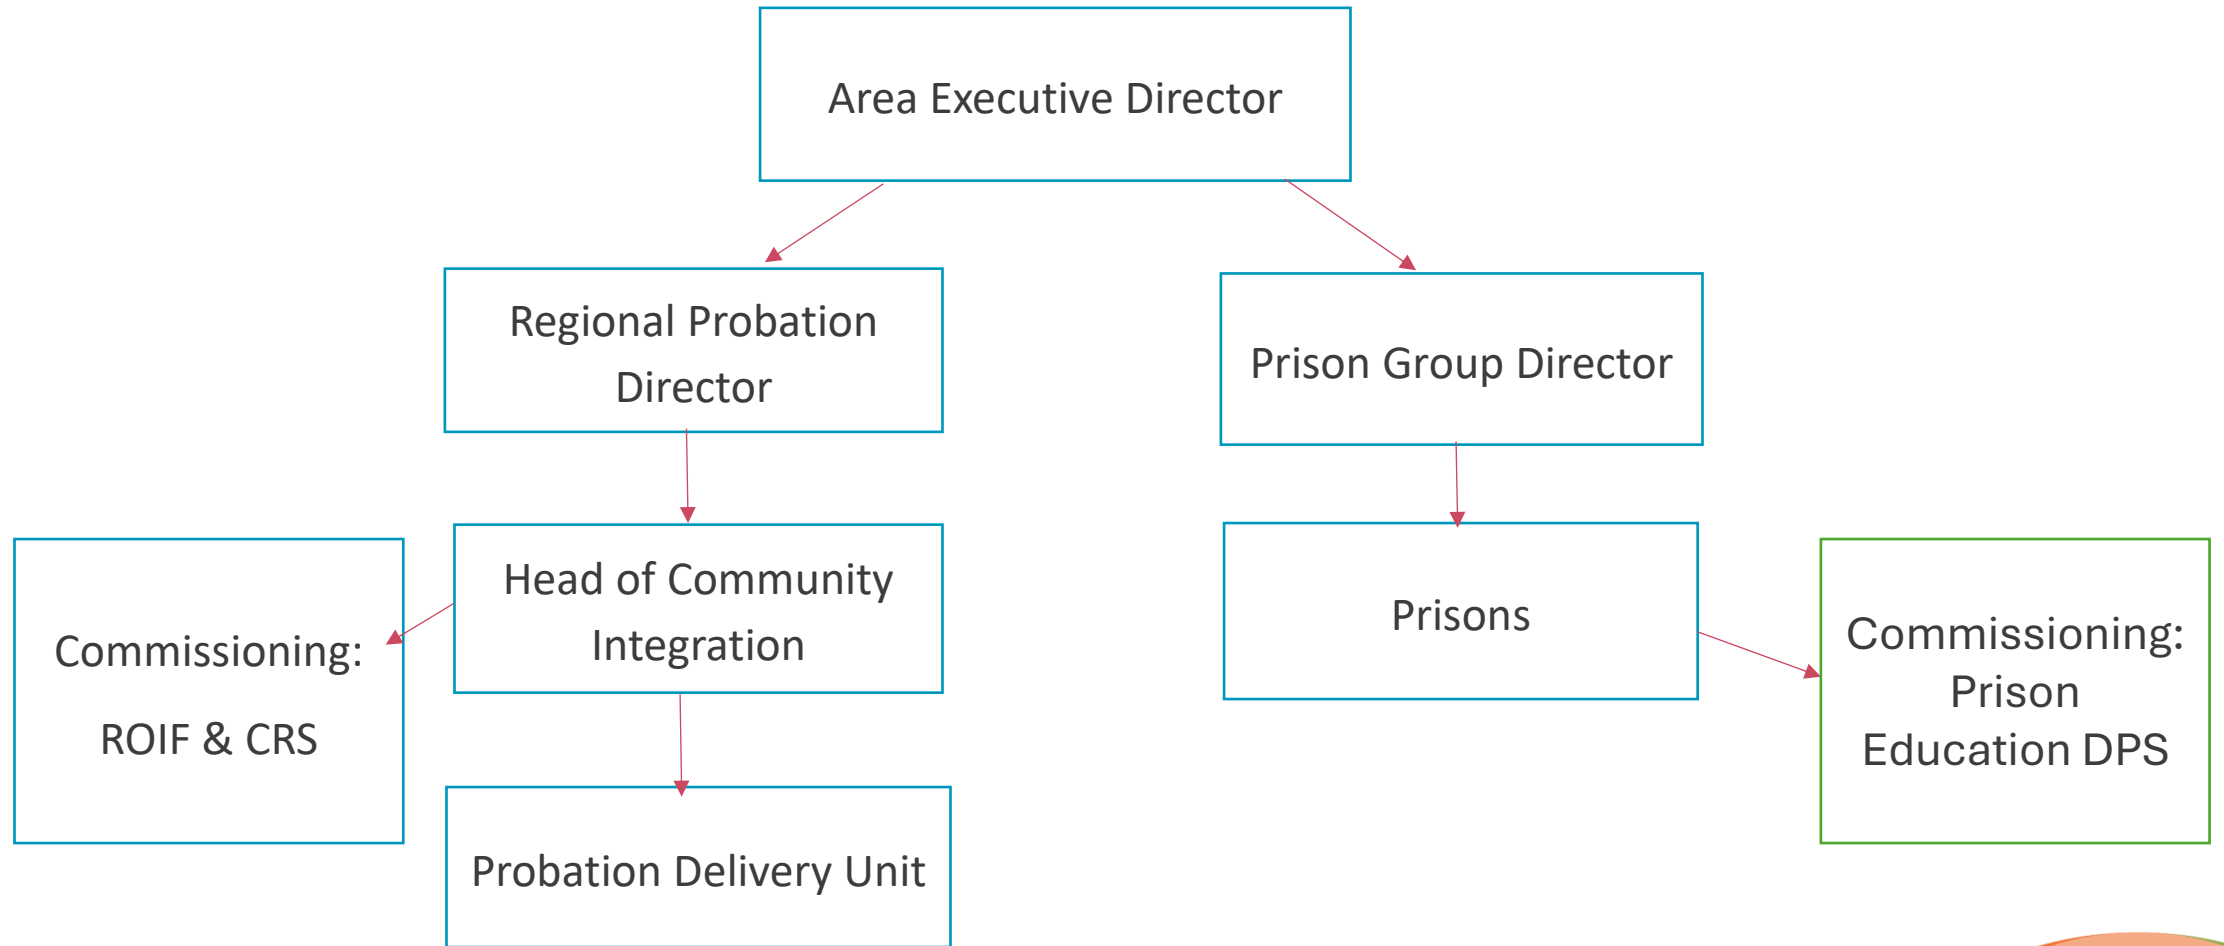 Area Executive Director
Regional Probation
Director
Prison Group Director
Head of Community
Integration
Prisons
Commissioning:
ROIF & CRS
Commissioning:
Prison
Education DPS
Probation Delivery Unit